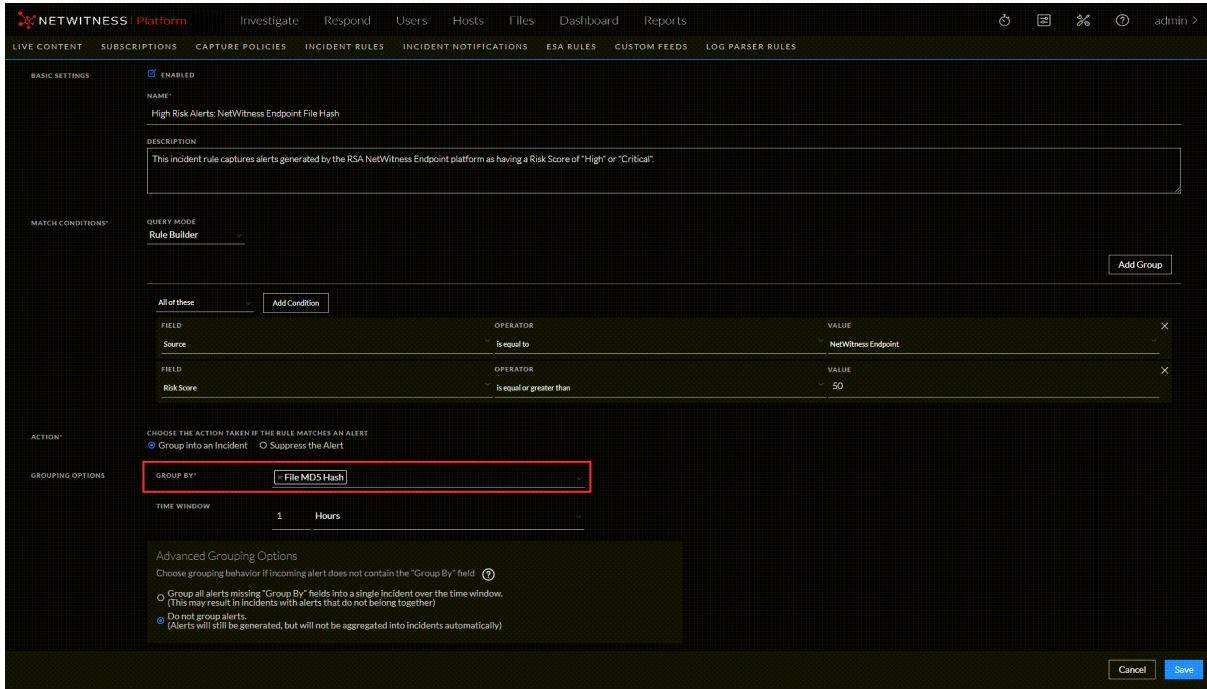 NETWITNESS Platform Investigate Respond Users Hosts Files Dashboard Reports admin >
LIVE CONTENT SUBSCRIPTIONS CAPTURE POLICIES INCIDENT RULES INCIDENT NOTIFICATIONS ESA RULES CUSTOM FEEDS LOG PARSER RULES
BASIC SETTINGS ENABLED
NAME*
High Risk Alerts: NetWitness Endpoint File Hash
DESCRIPTION
This incident rule captures alerts generated by the RSA NetWitness Endpoint platform as having a Risk Score of "High" or "Critical".
MATCH CONDITIONS* QUERY MODE
Rule Builder
Add Group
All of these Add Condition
FIELD OPERATOR VALUE
Source is equal to NetWitness Endpoint
FIELD OPERATOR VALUE
Risk Score is equal or greater than 50
ACTION* CHOOSE THE ACTION TAKEN IF THE RULE MATCHES AN ALERT
Group into an Incident Suppress the Alert
GROUPING OPTIONS GROUP BY* × File MD5 Hash
TIME WINDOW
1 Hours
Advanced Grouping Options
Choose grouping behavior if incoming alert does not contain the "Group By" field ?
Group all alerts missing "Group By" fields into a single incident over the time window.
(This may result in incidents with alerts that do not belong together)
Do not group alerts.
(Alerts will still be generated, but will not be aggregated into incidents automatically)
Cancel Save